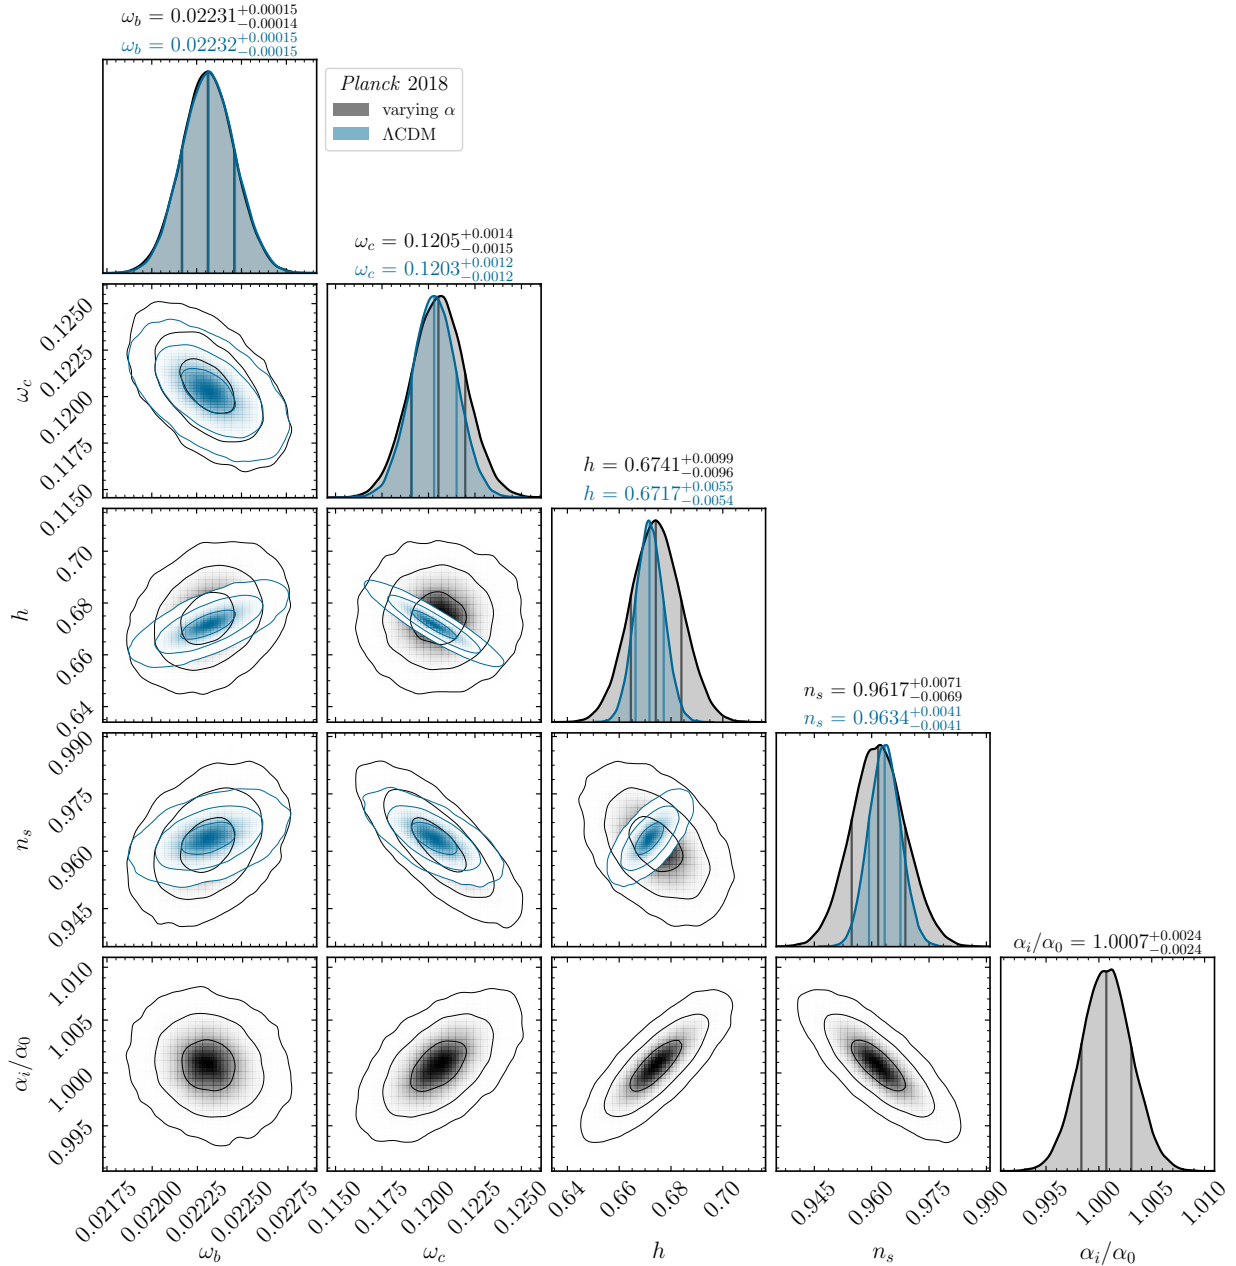 ω_b = 0.02231^{+0.00015}_{−0.00014}
ω_b = 0.02232^{+0.00015}_{−0.00015}
Planck 2018
varying α
ΛCDM
ω_c = 0.1205^{+0.0014}_{−0.0015}
ω_c = 0.1203^{+0.0012}_{−0.0012}
0.1250
0.1225
0.1200
0.1175
0.1150
ω_c
h = 0.6741^{+0.0099}_{−0.0096}
h = 0.6717^{+0.0055}_{−0.0054}
0.70
0.68
0.66
0.64
h
n_s = 0.9617^{+0.0071}_{−0.0069}
n_s = 0.9634^{+0.0041}_{−0.0041}
0.990
0.975
0.960
0.945
n_s
α_i/α_0 = 1.0007^{+0.0024}_{−0.0024}
1.010
1.005
1.000
0.995
α_i/α_0
0.02175 0.02200 0.02225 0.02250 0.02275 0.1150 0.1175 0.1200 0.1225 0.1250 0.64 0.66 0.68 0.70 0.945 0.960 0.975 0.990 0.995 1.000 1.005 1.010
ω_b ω_c h n_s α_i/α_0